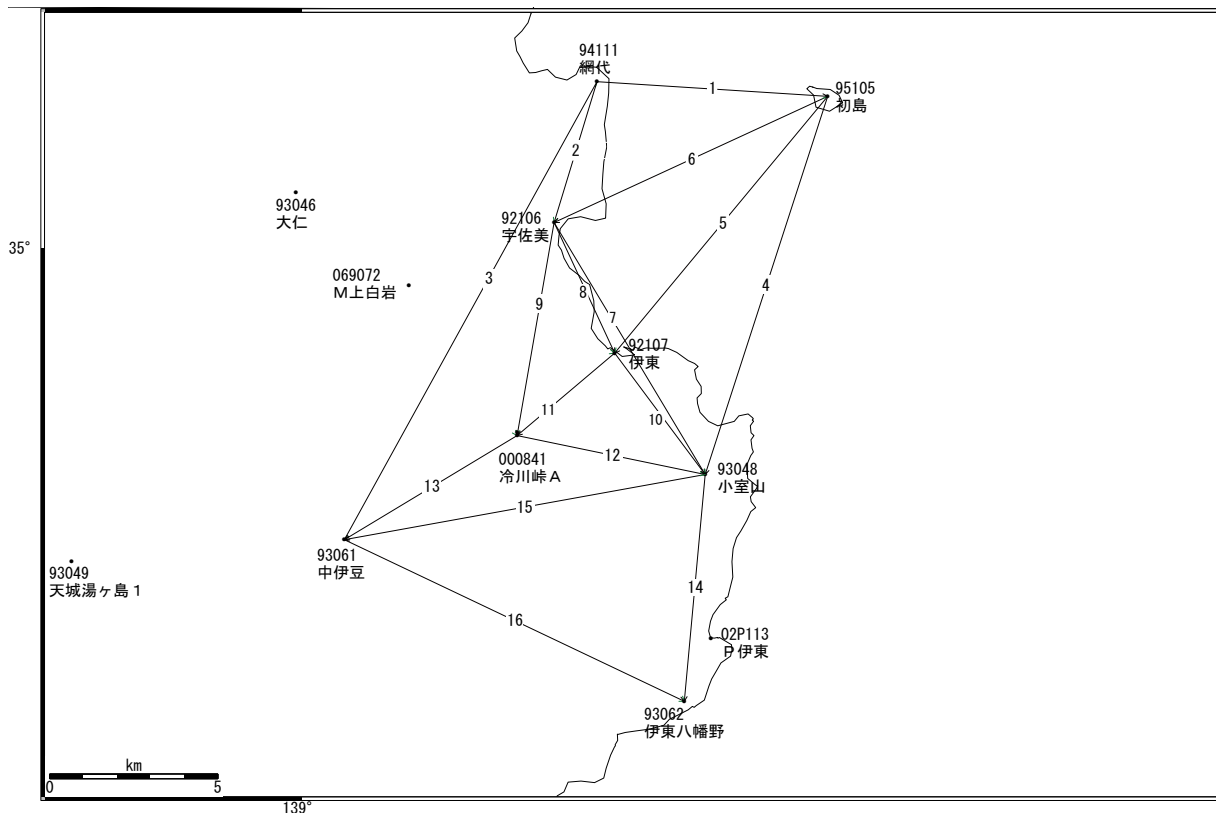 94111
網代
1
95105
初島
2
6
93046
大仁
92106
宇佐美
5
35°
069072
M上白岩
3
4
8
9
7
92107
伊東
11
10
000841
冷川峠A
12
93048
小室山
13
15
93061
中伊豆
93049
天城湯ヶ島1
14
16
02P113
P伊東
93062
伊東八幡野
km
0
5
139°